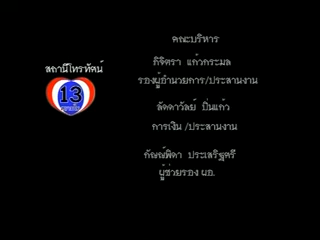 คณะบริหาร
กิจิตรา แก้วกระมล
รองผู้อำนวยการ/ประสานงาน
ลัดดาวัลย์ ปิ่นแก้ว
การเงิน /ประสานงาน
กัญญ์พิดา ประเสริฐศรี
ผู้ช่วยรอง ผอ.
สถานีโทรทัศน์
13